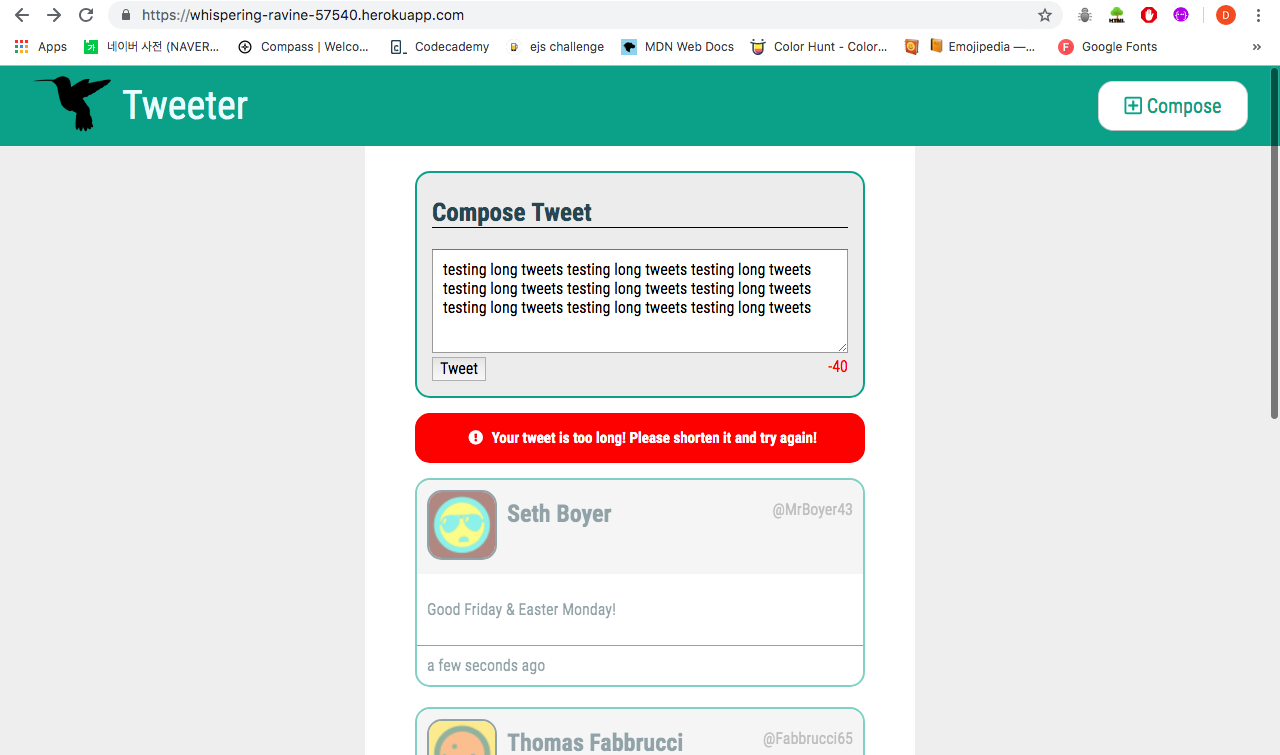 https://whispering-ravine-57540.herokuapp.com
D
Apps
네이버 사전 (NAVER...
Compass | Welco...
Codecademy
ejs challenge
MDN Web Docs
Color Hunt - Color...
Emojipedia —...
Google Fonts
»
Tweeter
Compose
Compose Tweet
testing long tweets testing long tweets testing long tweets
testing long tweets testing long tweets testing long tweets
testing long tweets testing long tweets testing long tweets
Tweet
-40
Your tweet is too long! Please shorten it and try again!
Seth Boyer
@MrBoyer43
Good Friday & Easter Monday!
a few seconds ago
Thomas Fabbrucci
@Fabbrucci65